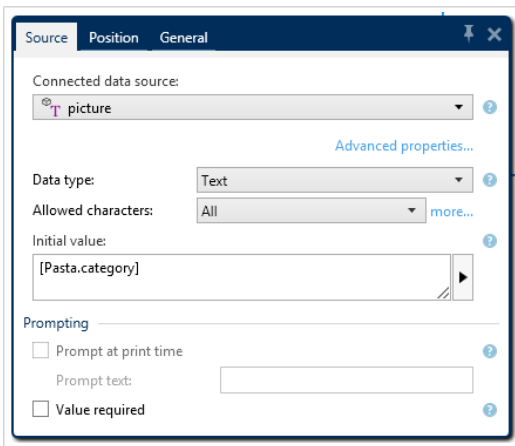 Source Position General
Connected data source:
T picture
Advanced properties...
Data type: Text
Allowed characters: All more...
Initial value:
[Pasta.category]
Prompting
Prompt at print time
Prompt text:
Value required